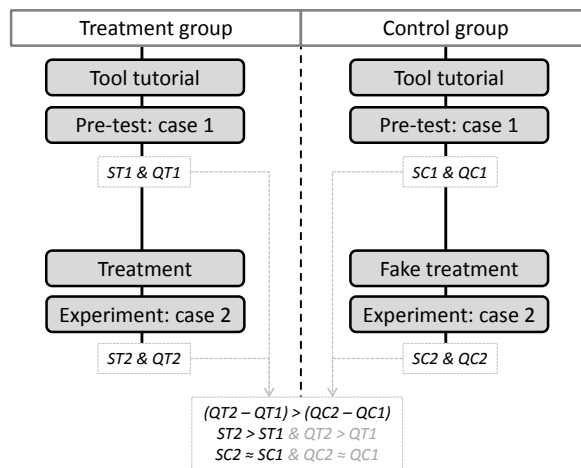 Treatment group
Control group
Tool tutorial
Tool tutorial
Pre-test: case 1
Pre-test: case 1
ST1 & QT1
SC1 & QC1
Treatment
Fake treatment
Experiment: case 2
Experiment: case 2
ST2 & QT2
SC2 & QC2
(QT2 – QT1) > (QC2 – QC1)
ST2 > ST1 & QT2 > QT1
SC2 ≈ SC1 & QC2 ≈ QC1